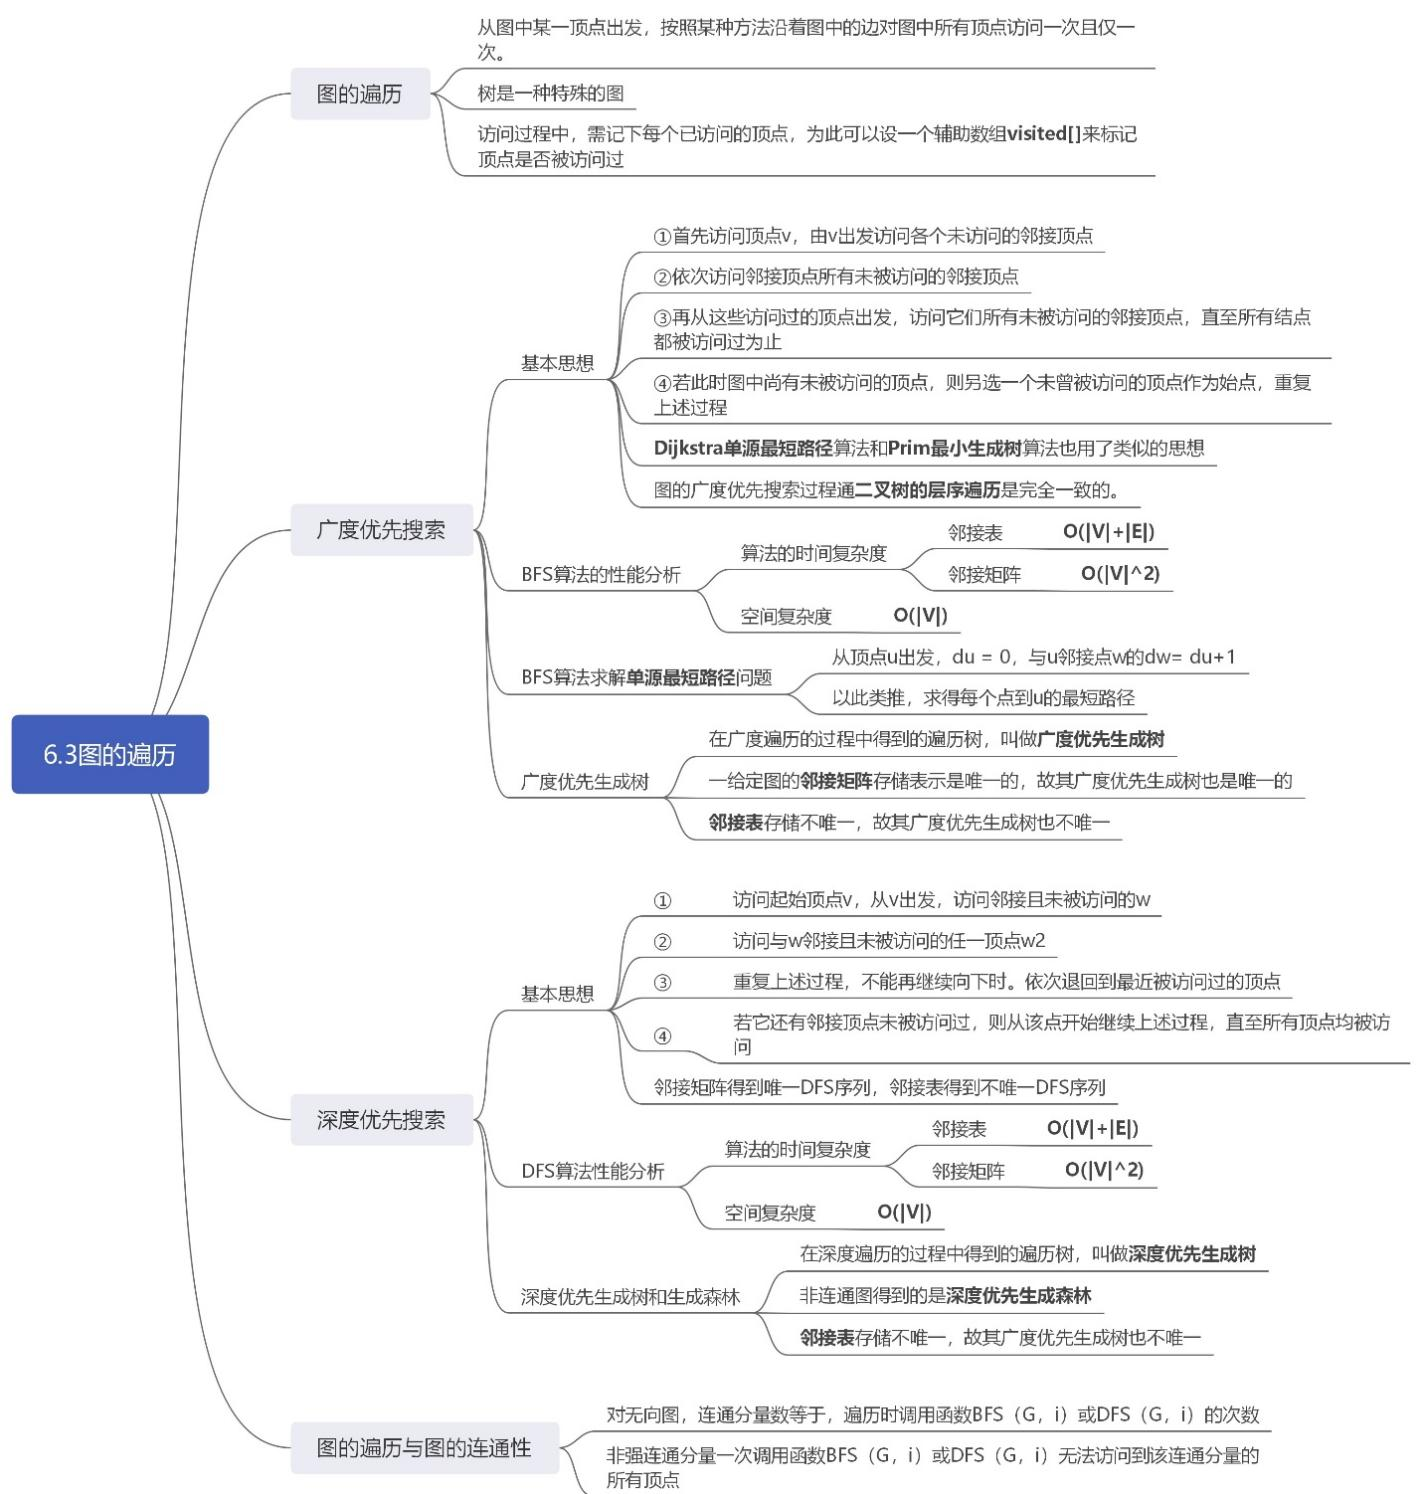 6.3图的遍历
图的遍历
从图中某一顶点出发，按照某种方法沿着图中的边对图中所有顶点访问一次且仅一
次。
树是一种特殊的图
访问过程中，需记下每个已访问的顶点，为此可以设一个辅助数组visited[]来标记
顶点是否被访问过
广度优先搜索
基本思想
①首先访问顶点v，由v出发访问各个未访问的邻接顶点
②依次访问邻接顶点所有未被访问的邻接顶点
③再从这些访问过的顶点出发，访问它们所有未被访问的邻接顶点，直至所有结点
都被访问过为止
④若此时图中尚有未被访问的顶点，则另选一个未曾被访问的顶点作为始点，重复
上述过程
Dijkstra单源最短路径算法和Prim最小生成树算法也用了类似的思想
图的广度优先搜索过程通二叉树的层序遍历是完全一致的。
BFS算法的性能分析
算法的时间复杂度
邻接表 O(|V|+|E|)
邻接矩阵 O(|V|^2)
空间复杂度 O(|V|)
BFS算法求解单源最短路径问题
从顶点u出发，du = 0，与u邻接点w的dw= du+1
以此类推，求得每个点到u的最短路径
广度优先生成树
在广度遍历的过程中得到的遍历树，叫做广度优先生成树
一给定图的邻接矩阵存储表示是唯一的，故其广度优先生成树也是唯一的
邻接表存储不唯一，故其广度优先生成树也不唯一
深度优先搜索
基本思想
① 访问起始顶点v，从v出发，访问邻接且未被访问的w
② 访问与w邻接且未被访问的任一顶点w2
③ 重复上述过程，不能再继续向下时。依次退回到最近被访问过的顶点
④ 若它还有邻接顶点未被访问过，则从该点开始继续上述过程，直至所有顶点均被访
问
邻接矩阵得到唯一DFS序列，邻接表得到不唯一DFS序列
DFS算法性能分析
算法的时间复杂度
邻接表 O(|V|+|E|)
邻接矩阵 O(|V|^2)
空间复杂度 O(|V|)
深度优先生成树和生成森林
在深度遍历的过程中得到的遍历树，叫做深度优先生成树
非连通图得到的是深度优先生成森林
邻接表存储不唯一，故其广度优先生成树也不唯一
图的遍历与图的连通性
对无向图，连通分量数等于，遍历时调用函数BFS（G，i）或DFS（G，i）的次数
非强连通分量一次调用函数BFS（G，i）或DFS（G，i）无法访问到该连通分量的
所有顶点